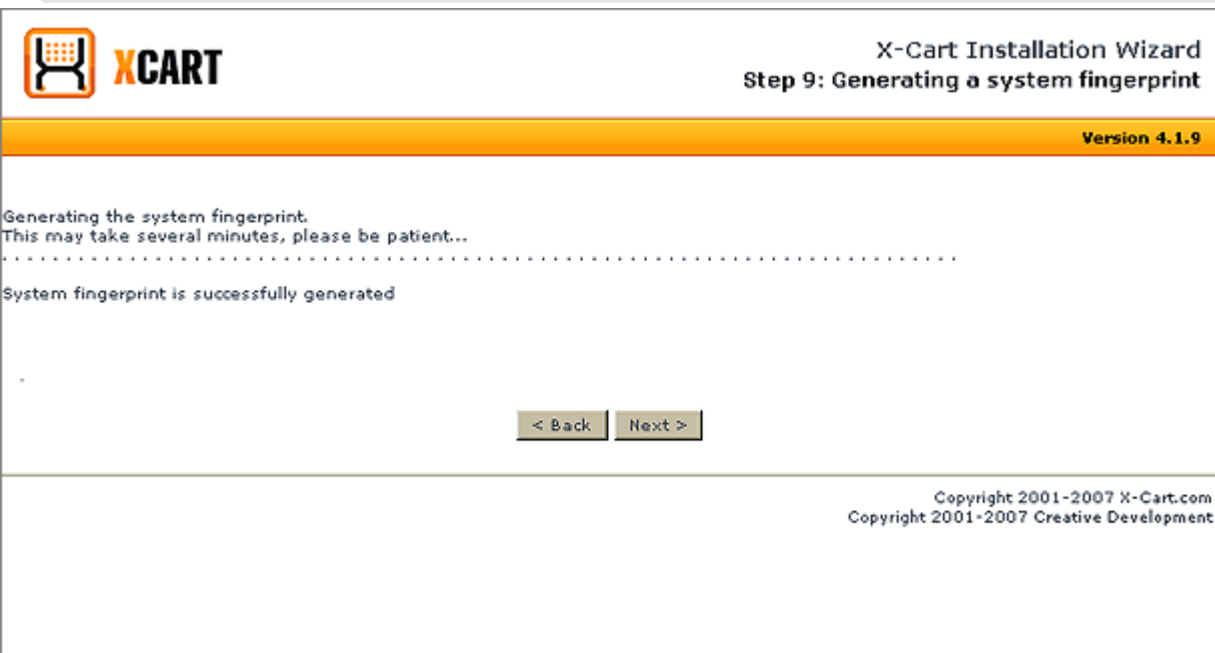 XCART
X-Cart Installation Wizard
Step 9: Generating a system fingerprint
Version 4.1.9
Generating the system fingerprint.
This may take several minutes, please be patient...
. . . . . . . . . . . . . . . . . . . . . . . . . . . . . . . . . . . . . . . . . . . . . . . . . . . . . . . . . . . . . . . . . . . . . . . . . . .
System fingerprint is successfully generated
< Back Next >
Copyright 2001-2007 X-Cart.com
Copyright 2001-2007 Creative Development